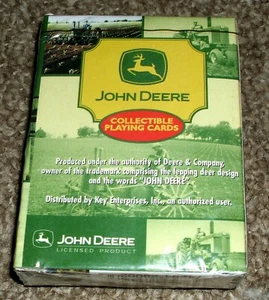 JOHN DEERE
COLLECTIBLE
PLAYING CARDS
Produced under the authority of Deere & Company,
owner of the trademark comprising the leaping deer design
and the words "JOHN DEERE".
Distributed by Key Enterprises, Inc., an authorized user.
JOHN DEERE
LICENSED PRODUCT